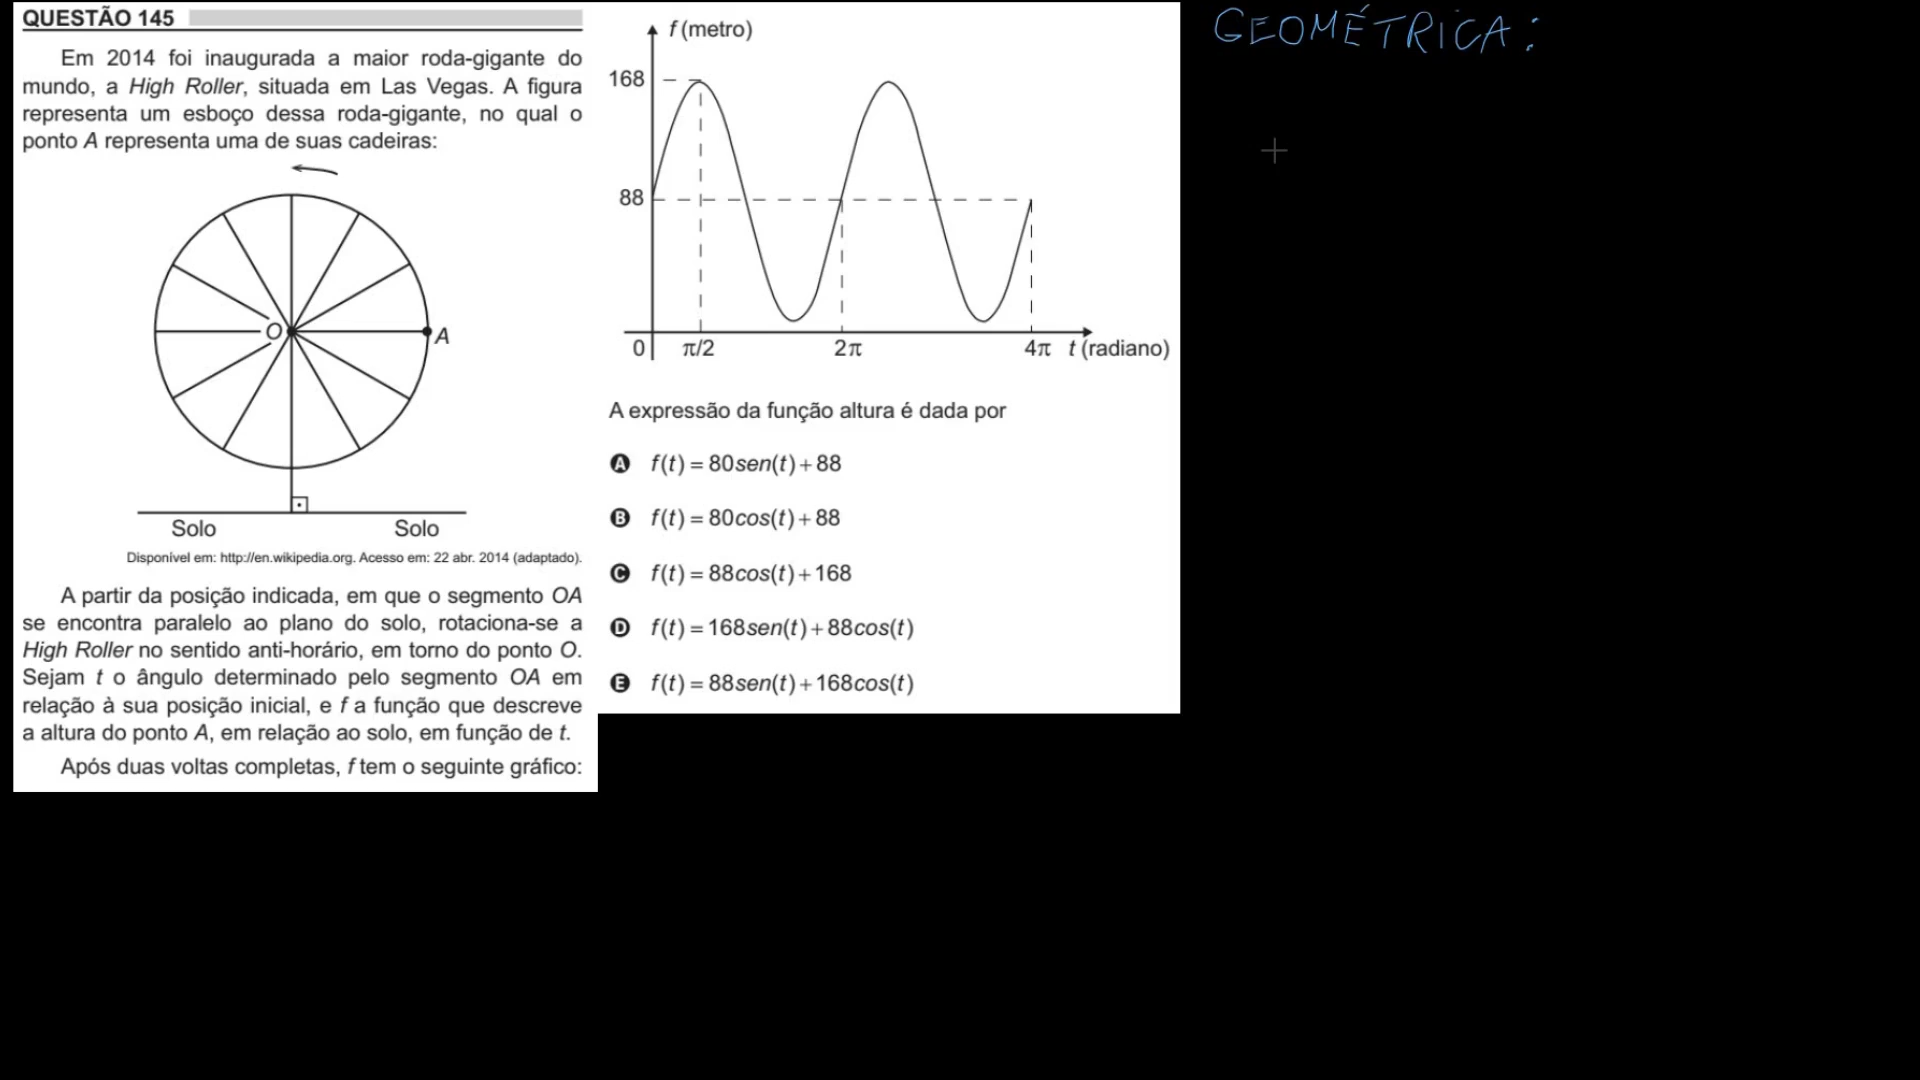 QUESTÃO 145
Em 2014 foi inaugurada a maior roda-gigante do
mundo, a High Roller, situada em Las Vegas. A figura
representa um esboço dessa roda-gigante, no qual o
ponto A representa uma de suas cadeiras:
O
A
Solo
Solo
Disponível em: http://en.wikipedia.org. Acesso em: 22 abr. 2014 (adaptado).
A partir da posição indicada, em que o segmento OA
se encontra paralelo ao plano do solo, rotaciona-se a
High Roller no sentido anti-horário, em torno do ponto O.
Sejam t o ângulo determinado pelo segmento OA em
relação à sua posição inicial, e f a função que descreve
a altura do ponto A, em relação ao solo, em função de t.
Após duas voltas completas, f tem o seguinte gráfico:
f (metro)
168
88
0
π/2
2π
4π
t (radiano)
A expressão da função altura é dada por
A f(t) = 80sen(t) + 88
B f(t) = 80cos(t) + 88
C f(t) = 88cos(t) + 168
D f(t) = 168sen(t) + 88cos(t)
E f(t) = 88sen(t) + 168cos(t)
GEOMÉTRICA: